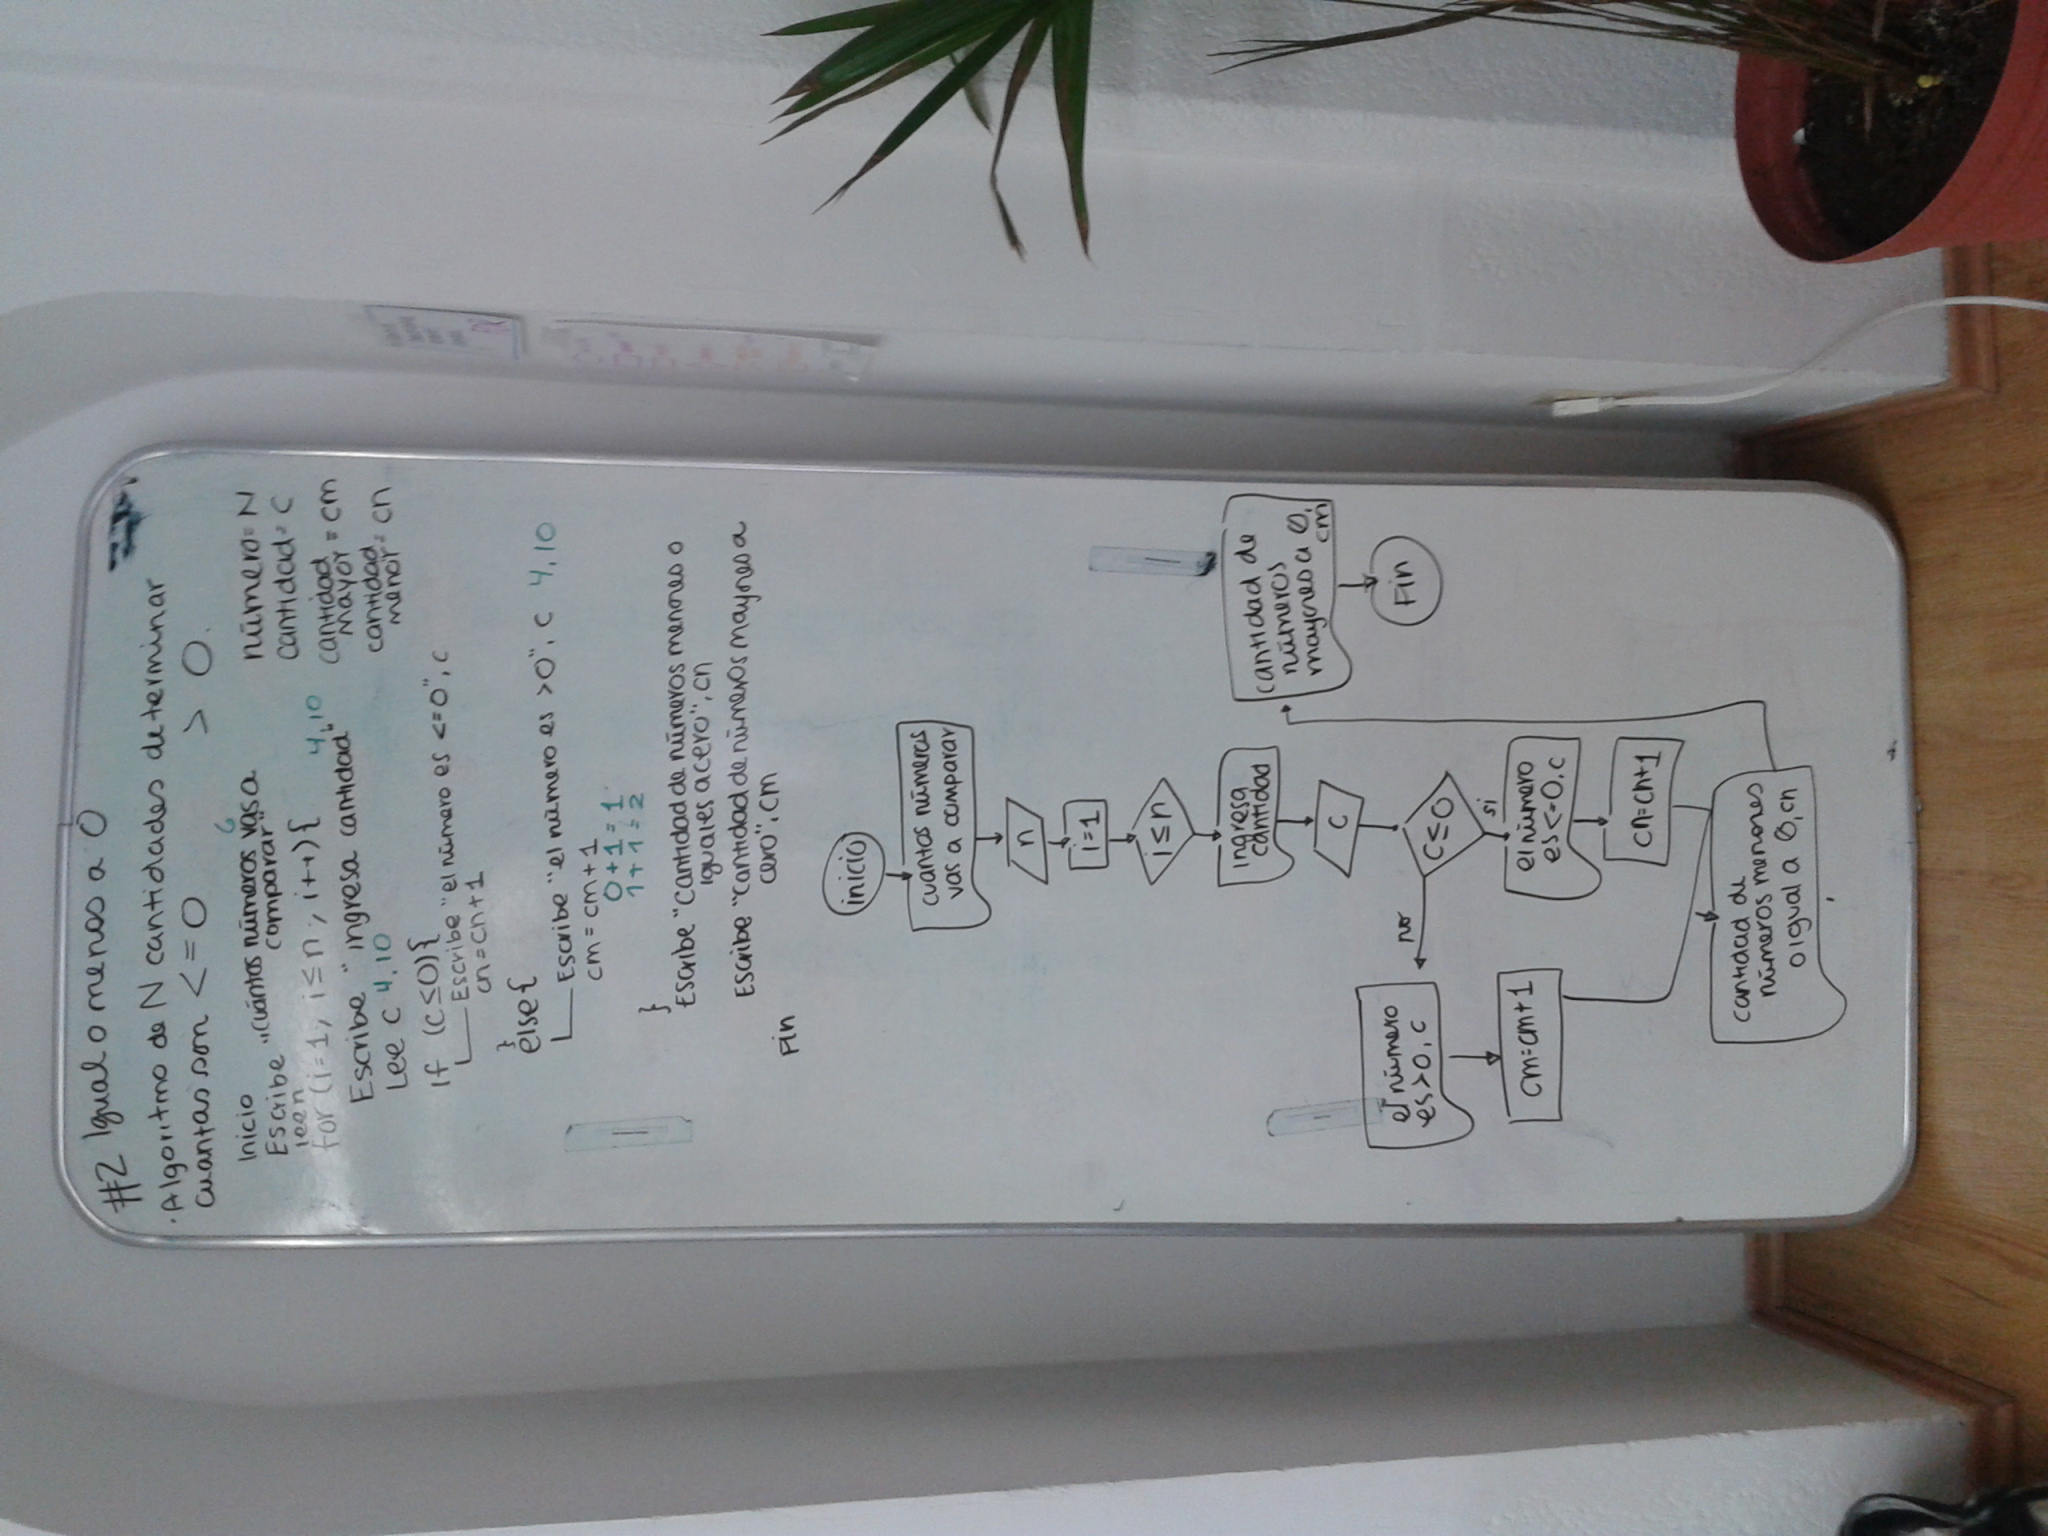 #2 Igual o menos a 0
· Algoritmo de N cantidades determinar
cuantas son <=0 > 0.
Inicio
6
Escribe "cuántos números vas a
comparar"
leen
for (i=1; i≤n; i++){
4,10
Escribe "ingresa cantidad"
Lee c 4,10
If (c≤0){
Escribe "el número es <=0", c
cn=cn+1
}
else{
Escribe "el número es >0", c 4,10
cm=cm+1
0+1=1
1+1=2
}
Escribe "Cantidad de números menores o
iguales a cero", cn
Escribe "Cantidad de números mayores a
cero", cm
Fin
número=N
cantidad=C
cantidad
mayor=cm
cantidad
menor=cn
inicio
cuantos números
vas a comparar
n
i=1
i≤n
ingresa
cantidad
c
c≤0
no
el número
es>0, c
cm=cm+1
si
el número
es<=0, c
cn=cn+1
cantidad de
números menores
o igual a 0, cn
cantidad de
números
mayores a 0,
cm
Fin